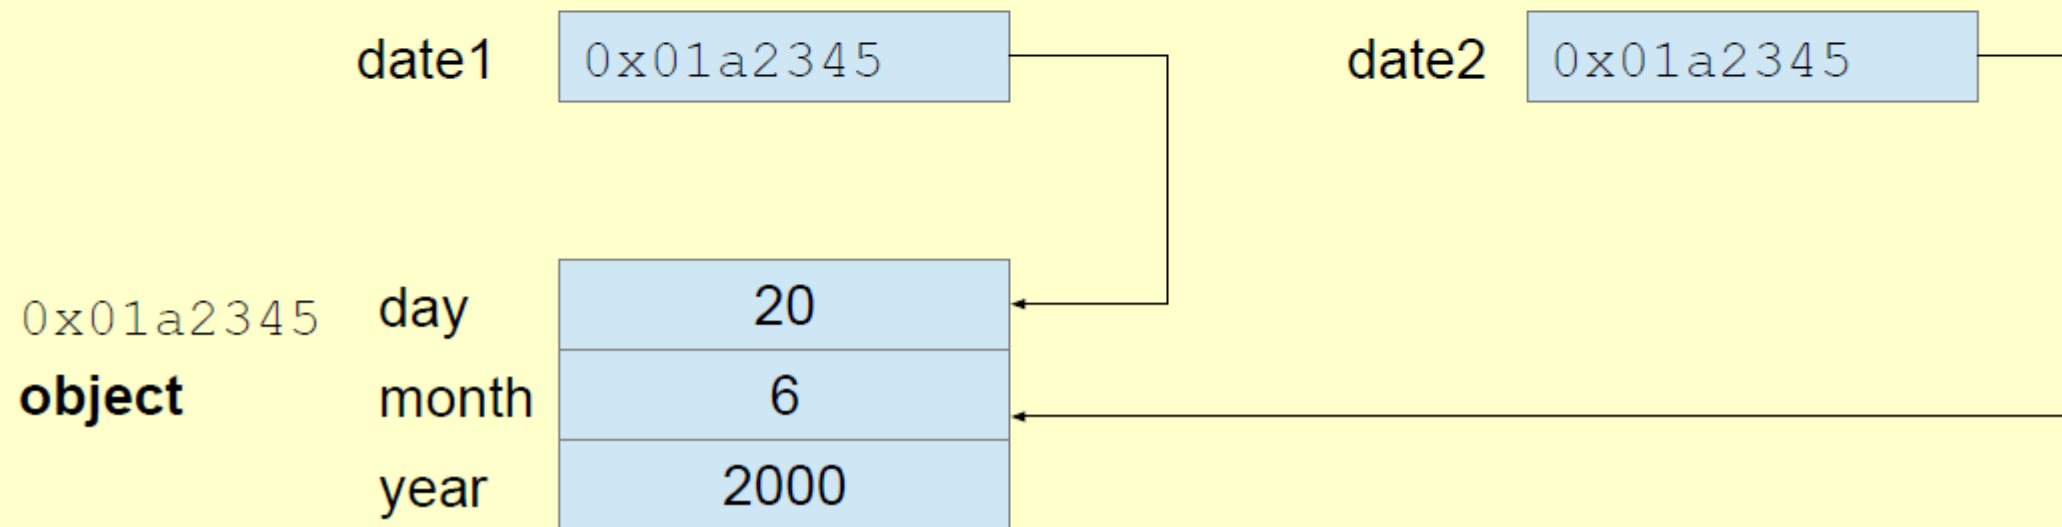 date1 0x01a2345 date2 0x01a2345
0x01a2345 day 20
object month 6
year 2000